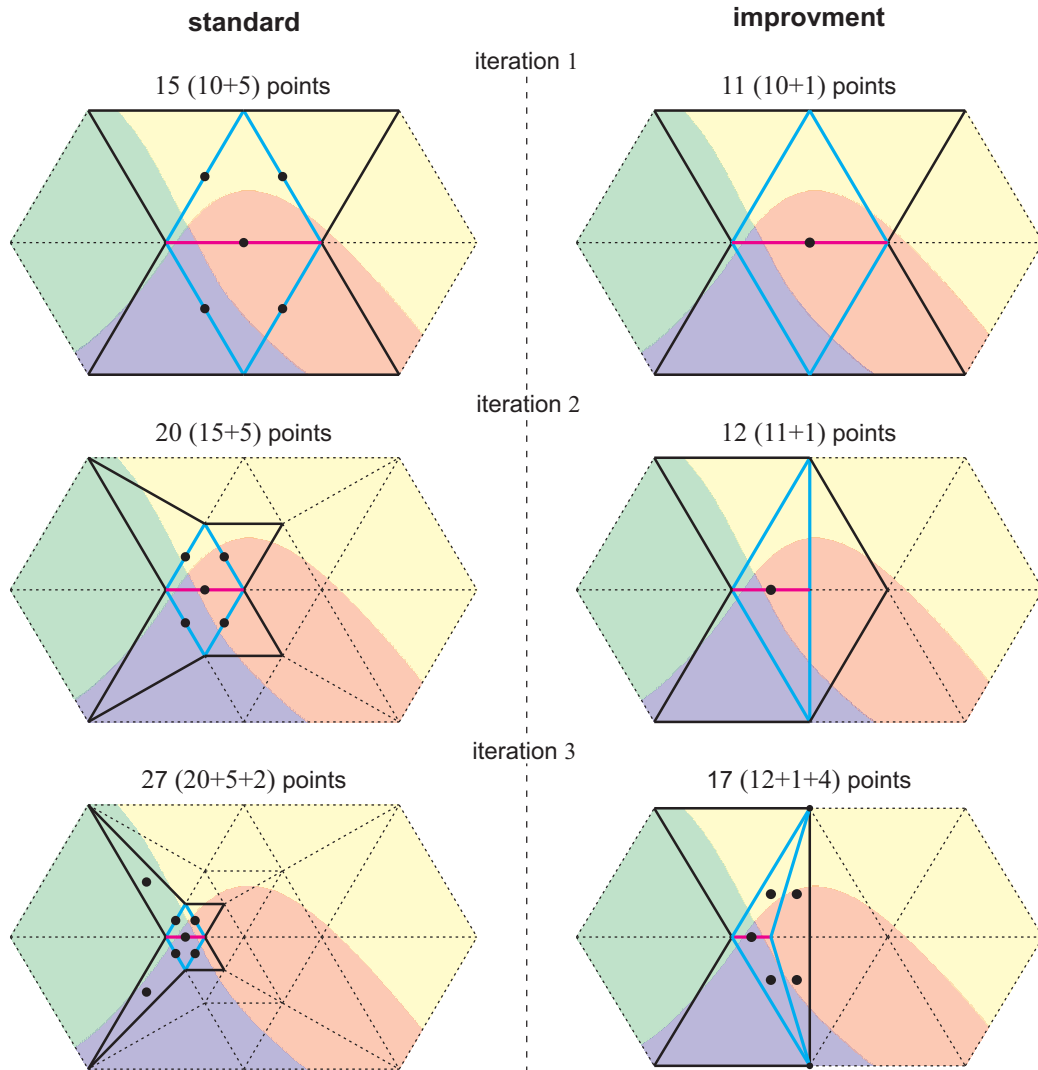 standard
improvment
iteration 1
15 (10+5) points
11 (10+1) points
iteration 2
20 (15+5) points
12 (11+1) points
iteration 3
27 (20+5+2) points
17 (12+1+4) points